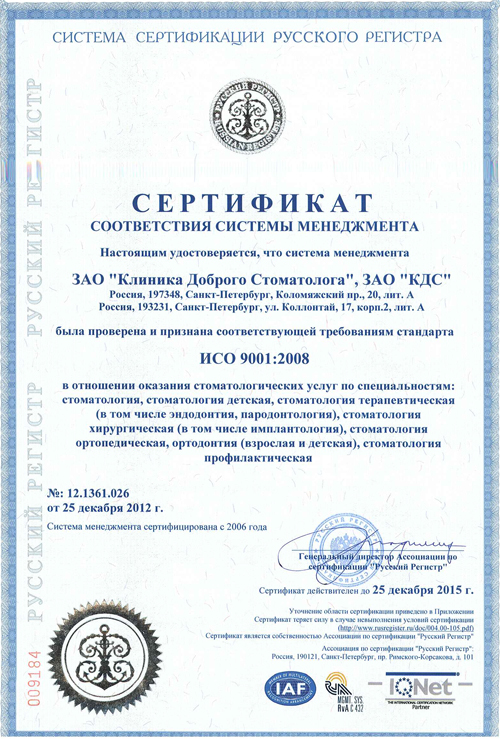 СИСТЕМА СЕРТИФИКАЦИИ РУССКОГО РЕГИСТРА
РУССКИЙ РЕГИСТР
РУССКИЙ РЕГИСТР
RUSSIAN REGISTER
СЕРТИФИКАТ
СООТВЕТСТВИЯ СИСТЕМЫ МЕНЕДЖМЕНТА
Настоящим удостоверяется, что система менеджмента
ЗАО "Клиника Доброго Стоматолога", ЗАО "КДС"
Россия, 197348, Санкт-Петербург, Коломяжский пр., 20, лит. А
Россия, 193231, Санкт-Петербург, ул. Коллонтай, 17, корп.2, лит. А
была проверена и признана соответствующей требованиям стандарта
ИСО 9001:2008
в отношении оказания стоматологических услуг по специальностям:
стоматология, стоматология детская, стоматология терапевтическая
(в том числе эндодонтия, пародонтология), стоматология
хирургическая (в том числе имплантология), стоматология
ортопедическая, ортодонтия (взрослая и детская), стоматология
профилактическая
№: 12.1361.026
от 25 декабря 2012 г.
Система менеджмента сертифицирована с 2006 года
РУССКИЙ РЕГИСТР
Генеральный директор Ассоциации по
сертификации "Русский Регистр"
Сертификат действителен до 25 декабря 2015 г.
Уточнение области сертификации приведено в Приложении
Сертификат теряет силу в случае невыполнения условий сертификации
(http://www.rusregister.ru/doc/004.00-105.pdf)
Сертификат является собственностью Ассоциации по сертификации "Русский Регистр"
Ассоциация по сертификации "Русский Регистр":
Россия, 190121, Санкт-Петербург, пр. Римского-Корсакова, д. 101
009184
IAF
MGMT. SYS.
RvA C 432
IQNet
THE INTERNATIONAL CERTIFICATION NETWORK
Partner